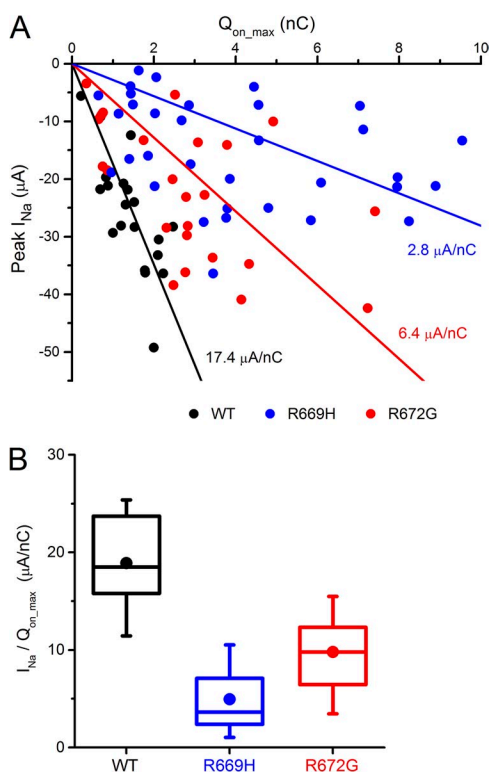 A
Q_on_max (nC)
0 2 4 6 8 10
0
-10
-20
-30
-40
-50
Peak I_Na (μA)
2.8 μA/nC
6.4 μA/nC
17.4 μA/nC
WT R669H R672G
B
30
20
10
0
I_Na / Q_on_max (μA/nC)
WT R669H R672G